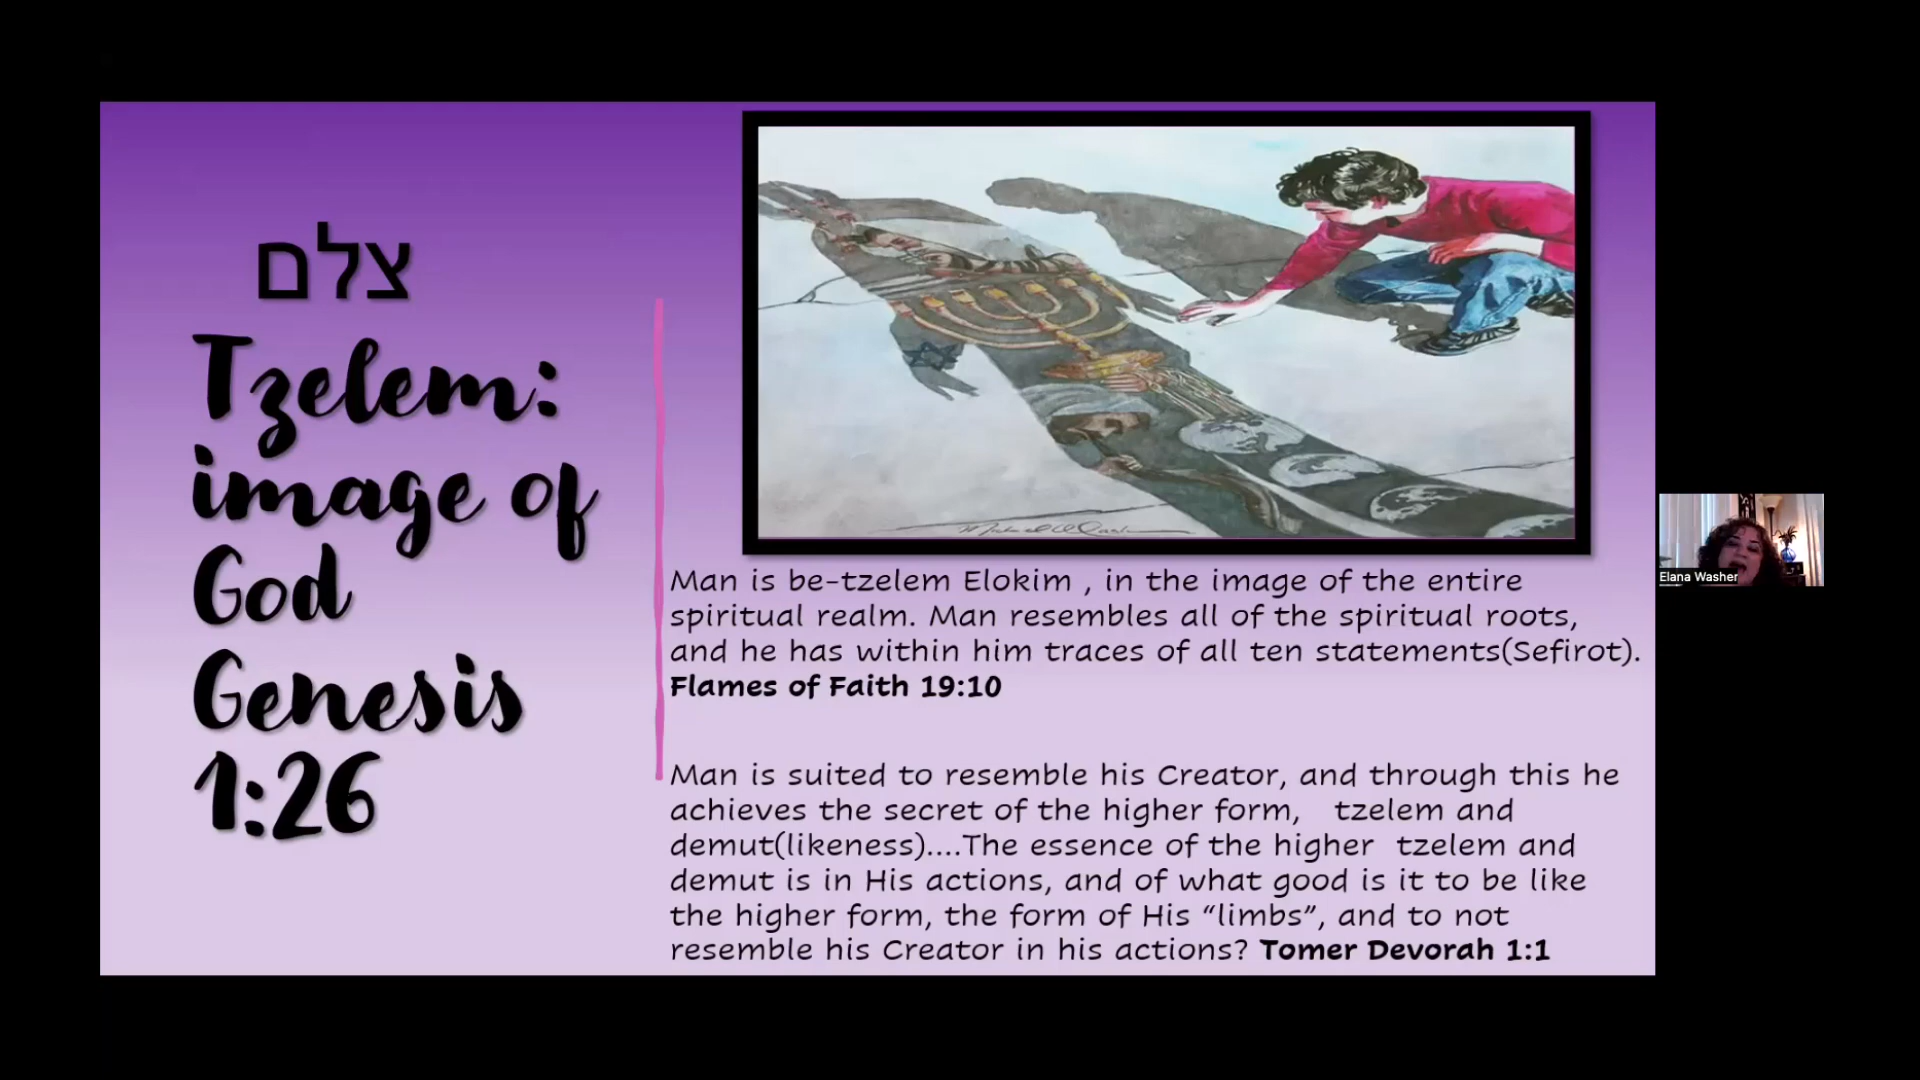 צלם
Tzelem:
image of
God
Genesis
1:26
Man is be-tzelem Elokim , in the image of the entire
spiritual realm. Man resembles all of the spiritual roots,
and he has within him traces of all ten statements(Sefirot).
Flames of Faith 19:10
Man is suited to resemble his Creator, and through this he
achieves the secret of the higher form, tzelem and
demut(likeness)....The essence of the higher tzelem and
demut is in His actions, and of what good is it to be like
the higher form, the form of His “limbs”, and to not
resemble his Creator in his actions? Tomer Devorah 1:1
Elana Washer